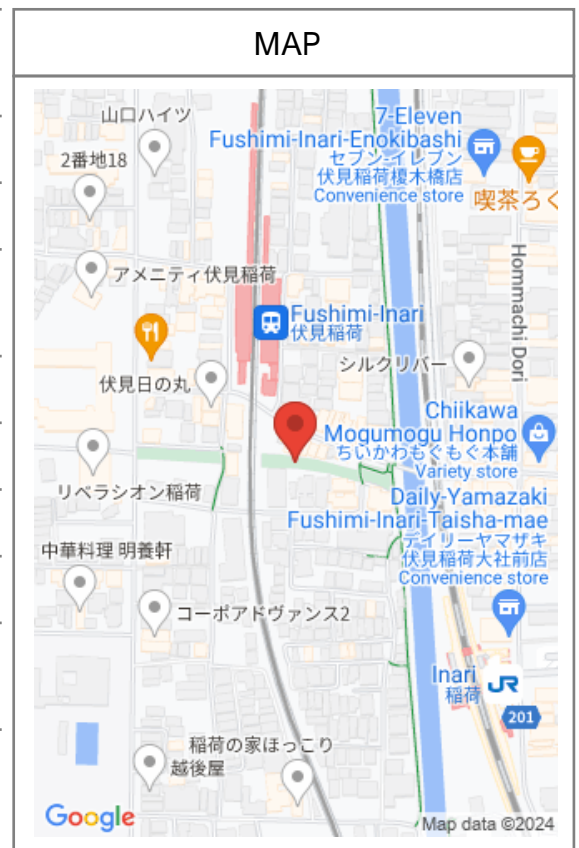 MAP
山口ハイツ
7-Eleven
Fushimi-Inari-Enokibashi
セブン-イレブン
伏見稲荷榎木橋店
Convenience store
2番地18
喫茶ろく
アメニティ伏見稲荷
Hommachi Dori
Fushimi-Inari
伏見稲荷
シルクリバー
伏見日の丸
Chiikawa
Mogumogu Honpo
ちいかわもぐもぐ本舗
Variety store
リベラシオン稲荷
Daily-Yamazaki
Fushimi-Inari-Taisha-mae
デイリーヤマザキ
伏見稲荷大社前店
Convenience store
中華料理 明養軒
コーポアドヴァンス2
Inari
稲荷
JR
201
稲荷の家ほっこり
越後屋
Google
Map data ©2024